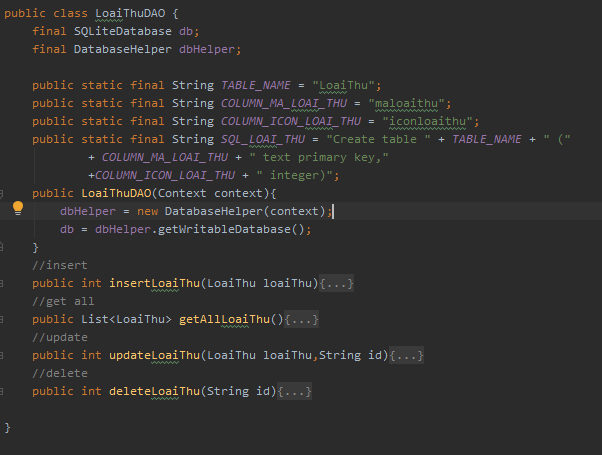 public class LoaiThuDAO {
    final SQLiteDatabase db;
    final DatabaseHelper dbHelper;

    public static final String TABLE_NAME = "LoaiThu";
    public static final String COLUMN_MA_LOAI_THU = "maloaithu";
    public static final String COLUMN_ICON_LOAI_THU = "iconloaithu";
    public static final String SQL_LOAI_THU = "Create table " + TABLE_NAME + " ("
            + COLUMN_MA_LOAI_THU + " text primary key,"
            +COLUMN_ICON_LOAI_THU + " integer)";
    public LoaiThuDAO(Context context){
        dbHelper = new DatabaseHelper(context);
        db = dbHelper.getWritableDatabase();
    }
    //insert
    public int insertLoaiThu(LoaiThu loaiThu){...}
    //get all
    public List<LoaiThu> getAllLoaiThu(){...}
    //update
    public int updateLoaiThu(LoaiThu loaiThu,String id){...}
    //delete
    public int deleteLoaiThu(String id){...}

}